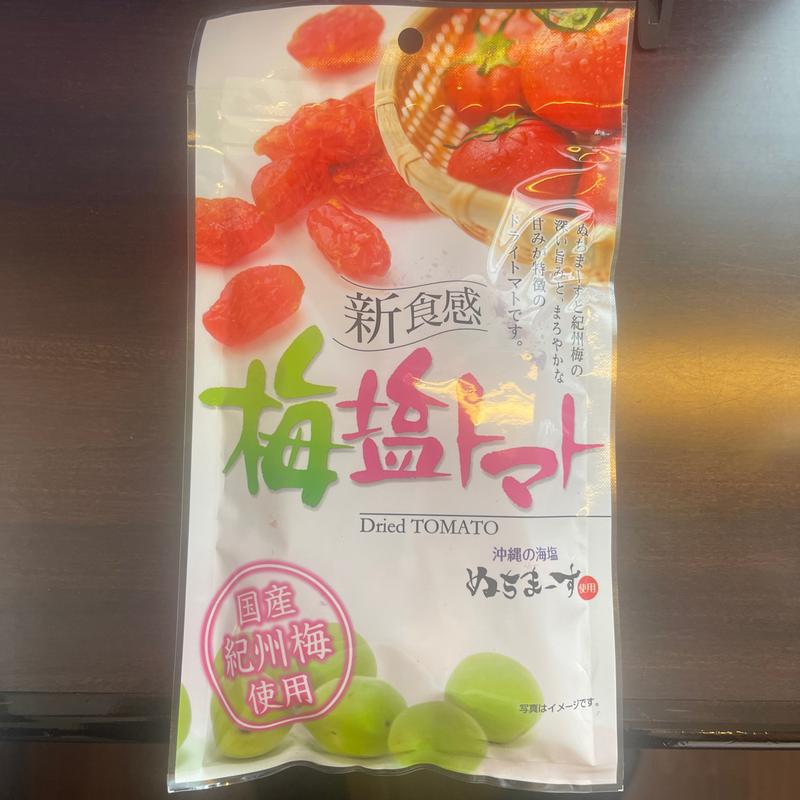 ぬちまーすと紀州梅の
深い旨みと、まろやかな
甘みが特徴の
ドライトマトです。
新食感
梅塩トマト
Dried TOMATO
沖縄の海塩
ぬちまーす
使用
国産
紀州梅
使用
写真はイメージです。